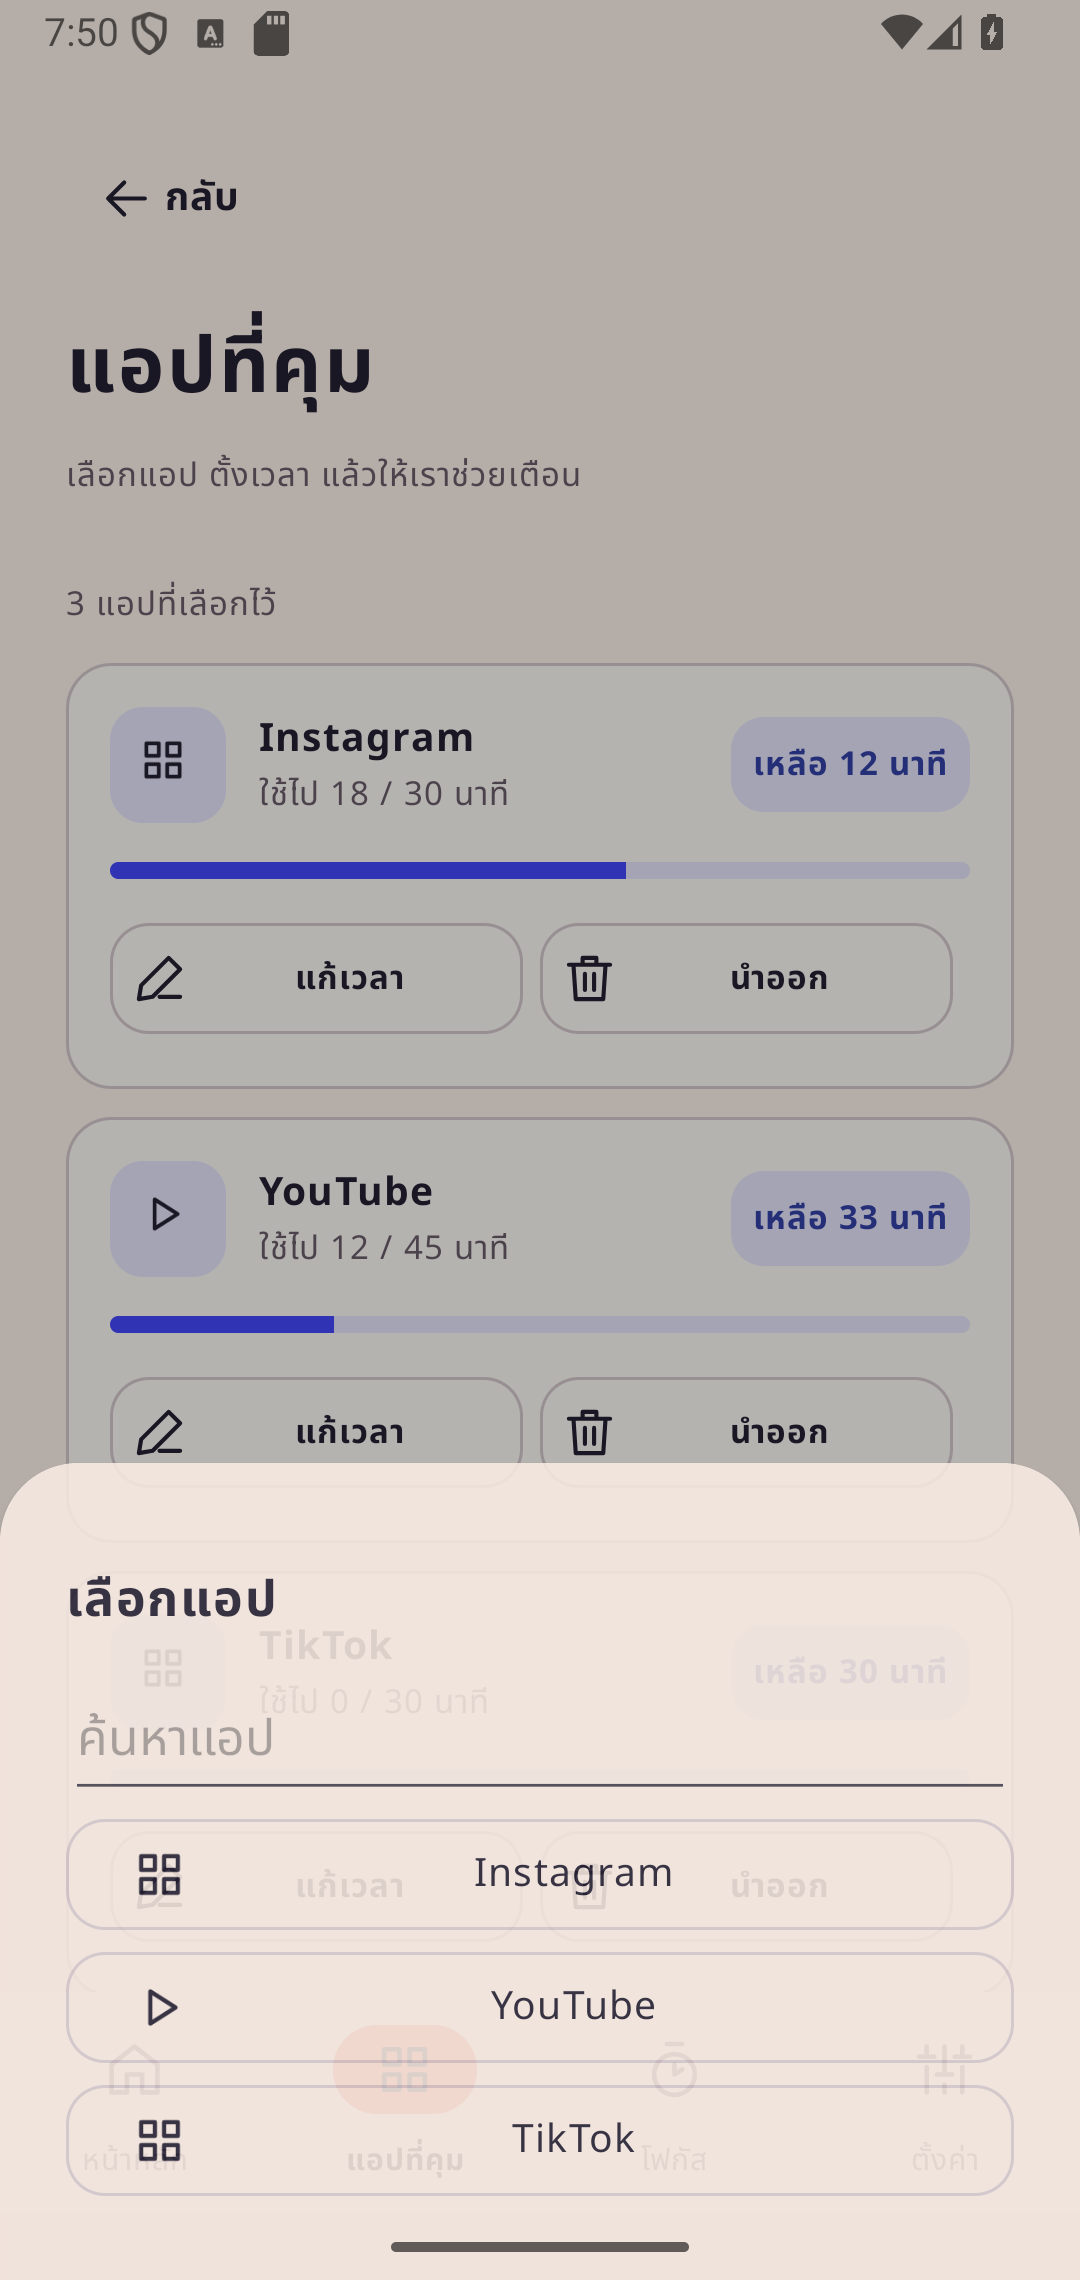 7:50
กลับ
แอปที่คุม
เลือกแอป ตั้งเวลา แล้วให้เราช่วยเตือน
3 แอปที่เลือกไว้
Instagram
ใช้ไป 18 / 30 นาที
เหลือ 12 นาที
แก้เวลา
นำออก
YouTube
ใช้ไป 12 / 45 นาที
เหลือ 33 นาที
แก้เวลา
นำออก
เลือกแอป
TikTok
ใช้ไป 0 / 30 นาที
เหลือ 30 นาที
ค้นหาแอป
Instagram
แก้เวลา
นำออก
YouTube
TikTok
หน้าหลัก
แอปที่คุม
โฟกัส
ตั้งค่า